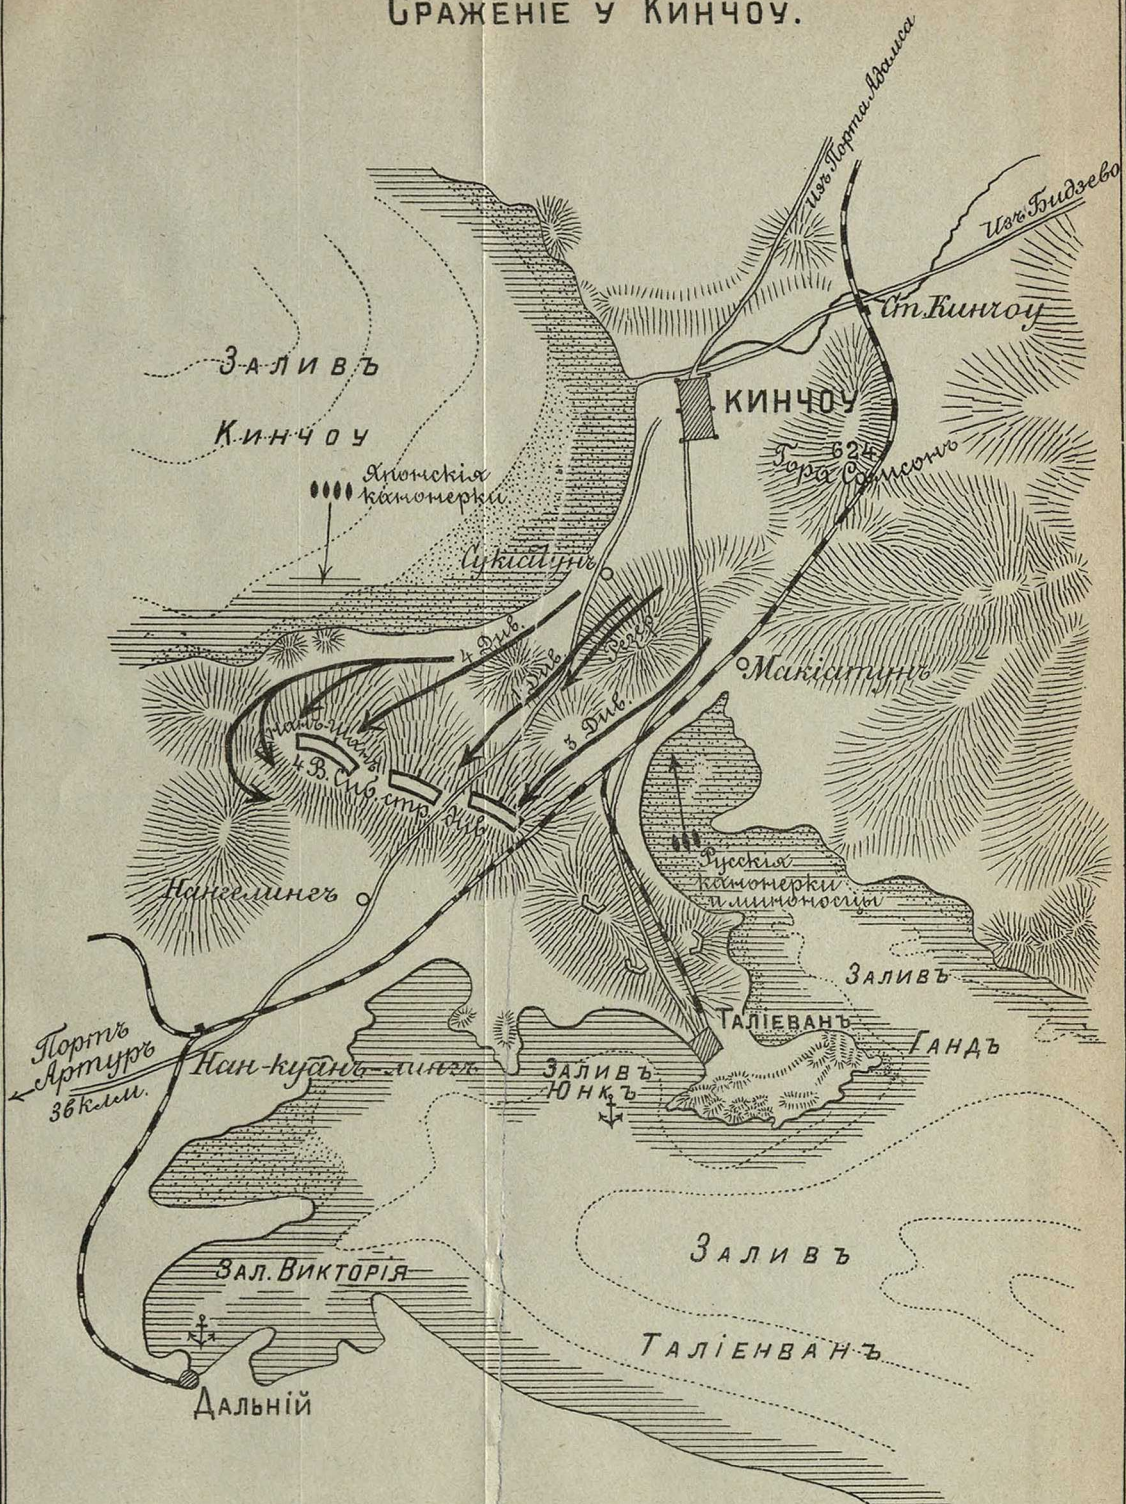 Сраженіе у Кинчоу.
Изъ Порта Адамса
Изъ Бидзево
Ст. Кинчоу
Заливъ
Кинчоу
КИНЧОУ
624
Гора Самсонъ
Японскія
канонерки
Сукіатунъ
4 Див.
1 Див.
Резер.
3 Див.
Макіатунъ
4 В. Сиб. стр. див.
Русскія
канонерки
и миноносцы
Нангелингъ
Заливъ
Гандъ
Таліеванъ
Портъ
Артуръ
36 клм.
Нан-куанъ-лингъ
Заливъ
Юнкъ
Зал. Викторія
Заливъ
Таліенванъ
Дальній